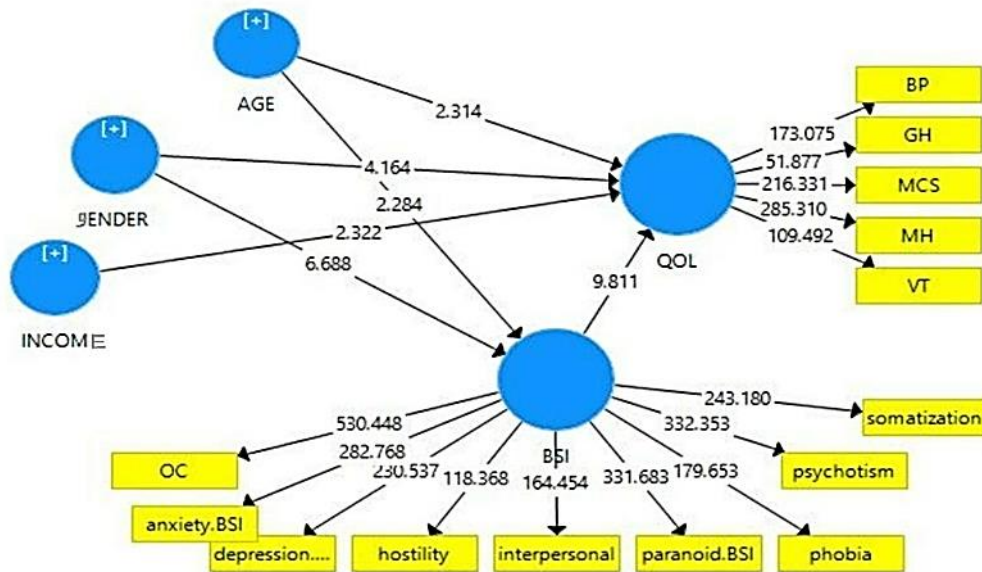 [+]
AGE
[+]
GENDER
[+]
INCOME
2.314
4.164
2.284
2.322
6.688
9.811
QOL
173.075
51.877
216.331
285.310
109.492
BP
GH
MCS
MH
VT
BSI
530.448
282.768
230.537
118.368
164.454
331.683
179.653
332.353
243.180
OC
anxiety.BSI
depression....
hostility
interpersonal
paranoid.BSI
phobia
psychotism
somatization